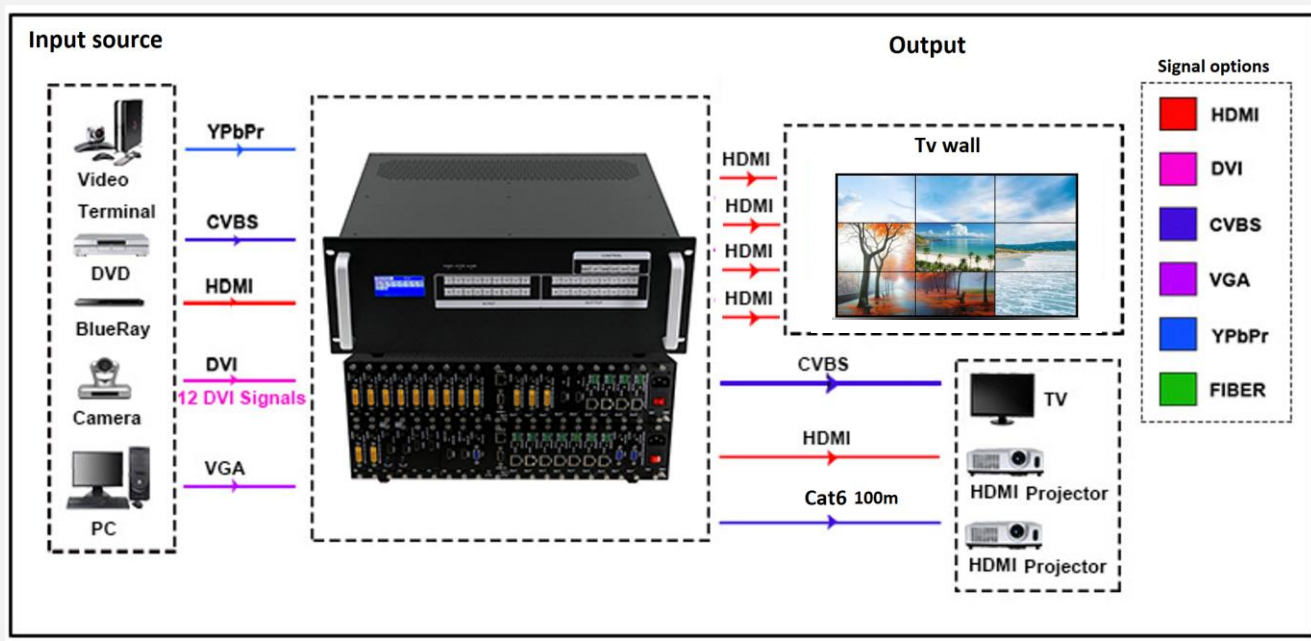 Input source
Output
Signal options
Video
Terminal
DVD
BlueRay
Camera
PC
YPbPr
CVBS
HDMI
DVI
12 DVI Signals
VGA
HDMI
HDMI
HDMI
HDMI
Tv wall
CVBS
HDMI
Cat6 100m
TV
HDMI Projector
HDMI Projector
HDMI
DVI
CVBS
VGA
YPbPr
FIBER